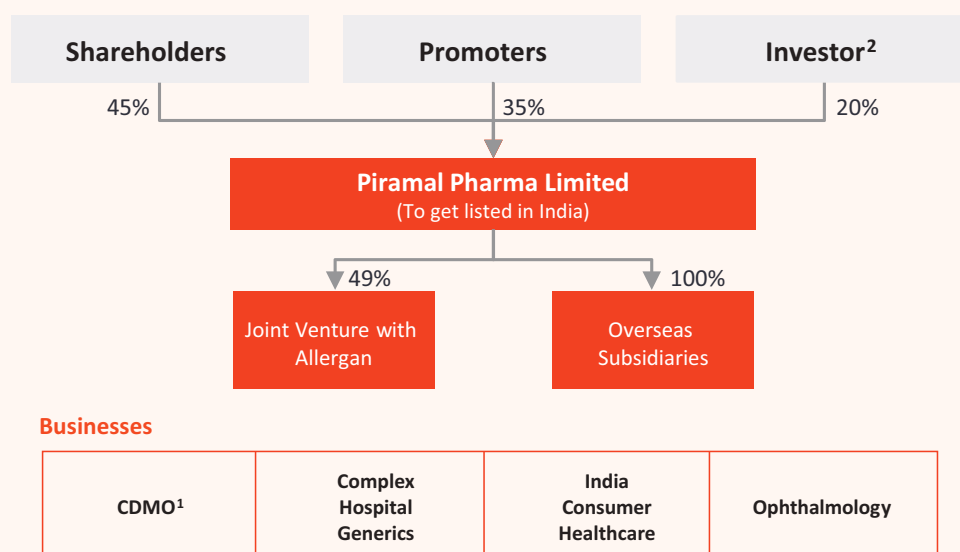 Shareholders
Promoters
Investor²
45%
35%
20%
Piramal Pharma Limited
(To get listed in India)
49%
100%
Joint Venture with
Allergan
Overseas
Subsidiaries
Businesses
CDMO¹
Complex
Hospital
Generics
India
Consumer
Healthcare
Ophthalmology